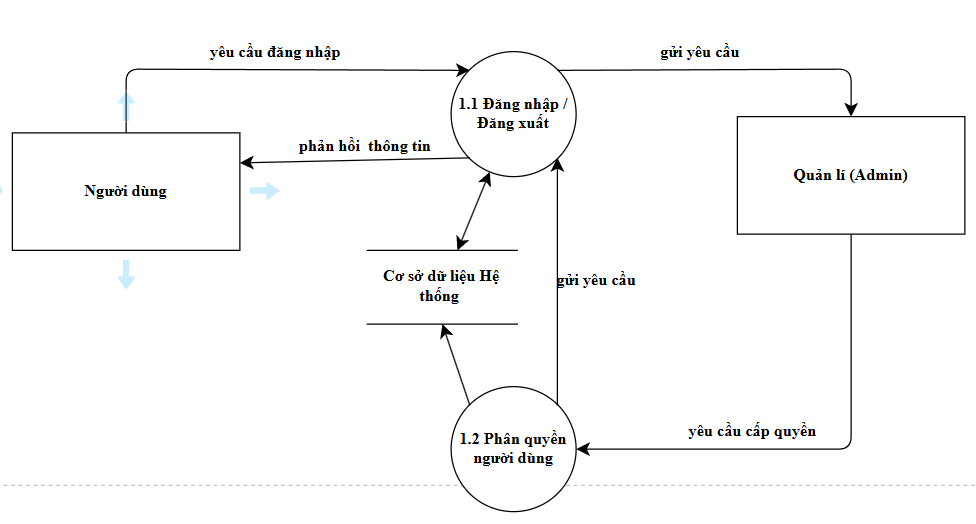 yêu cầu đăng nhập
gửi yêu cầu
1.1 Đăng nhập /
Đăng xuất
phản hồi thông tin
Người dùng
Quản lí (Admin)
Cơ sở dữ liệu Hệ
thống
gửi yêu cầu
yêu cầu cấp quyền
1.2 Phân quyền
người dùng